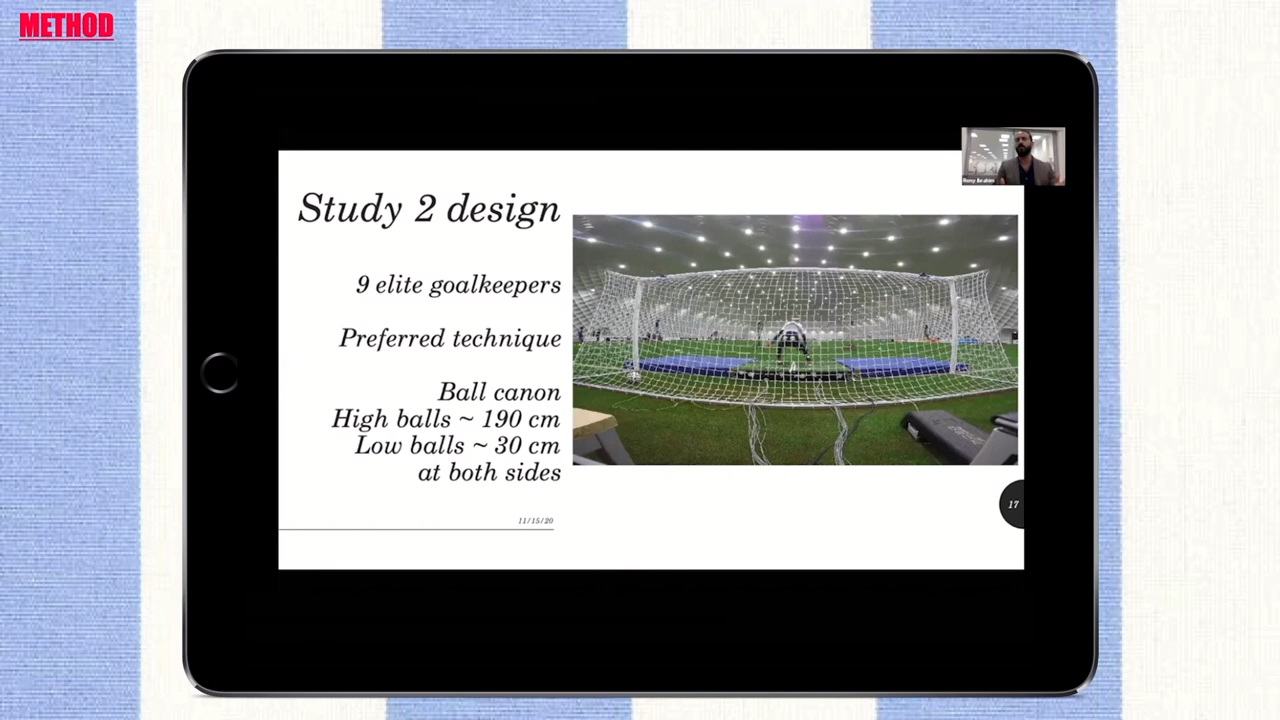 METHOD
Study 2 design
9 elite goalkeepers
Preferred technique
Ball canon
High balls ~ 190 cm
Low balls ~ 30 cm
at both sides
11/15/20
17